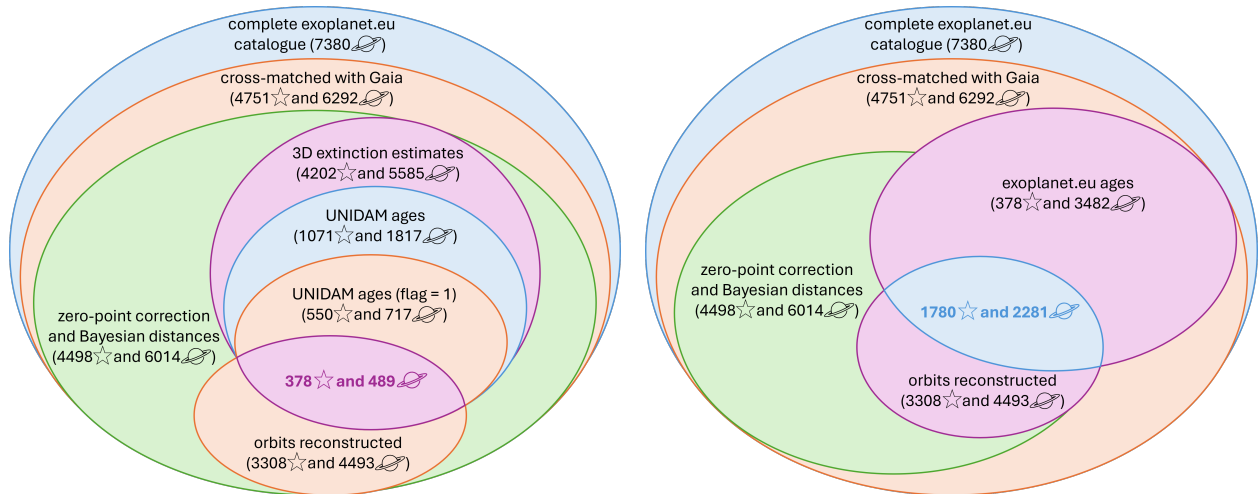 complete exoplanet.eu
catalogue (7380)
cross-matched with Gaia
(4751 and 6292)
3D extinction estimates
(4202 and 5585)
UNIDAM ages
(1071 and 1817)
UNIDAM ages (flag = 1)
(550 and 717)
zero-point correction
and Bayesian distances
(4498 and 6014)
378 and 489
orbits reconstructed
(3308 and 4493)
complete exoplanet.eu
catalogue (7380)
cross-matched with Gaia
(4751 and 6292)
exoplanet.eu ages
(378 and 3482)
zero-point correction
and Bayesian distances
(4498 and 6014)
1780 and 2281
orbits reconstructed
(3308 and 4493)